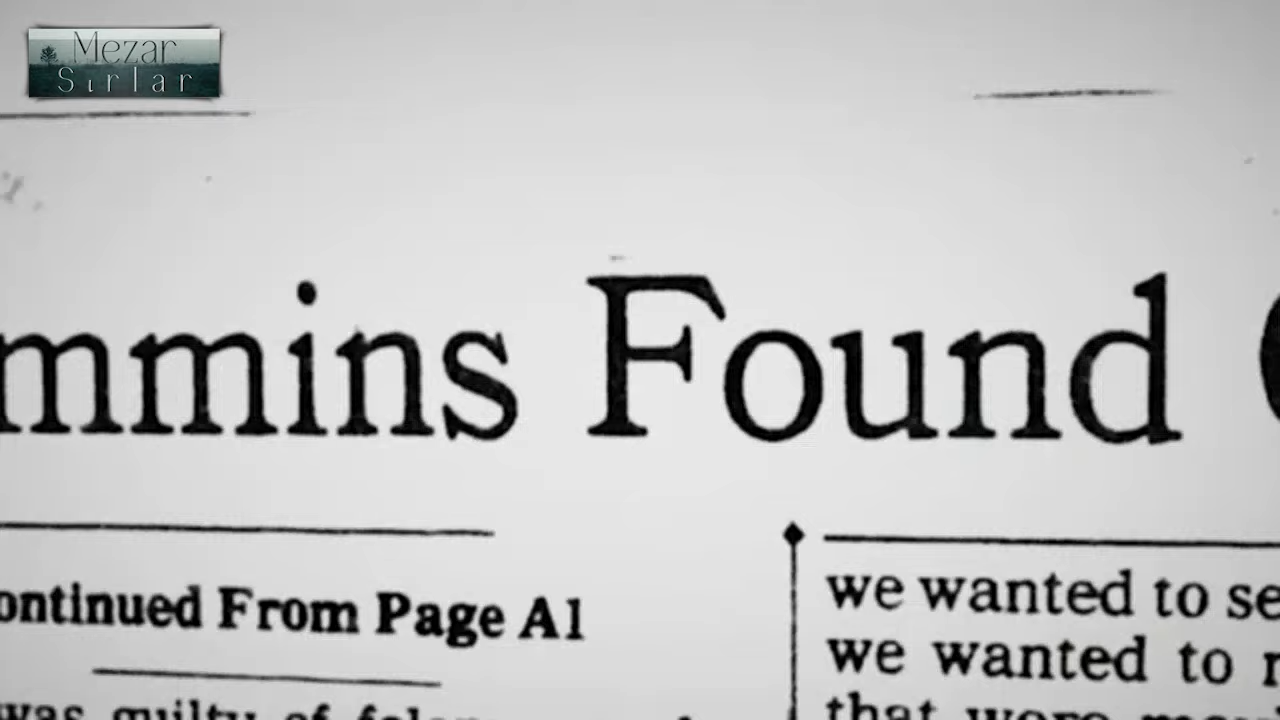 Mezar
Sırlar
mmins Found
ontinued From Page A1
was guilty of
we wanted to se
we wanted to
that were